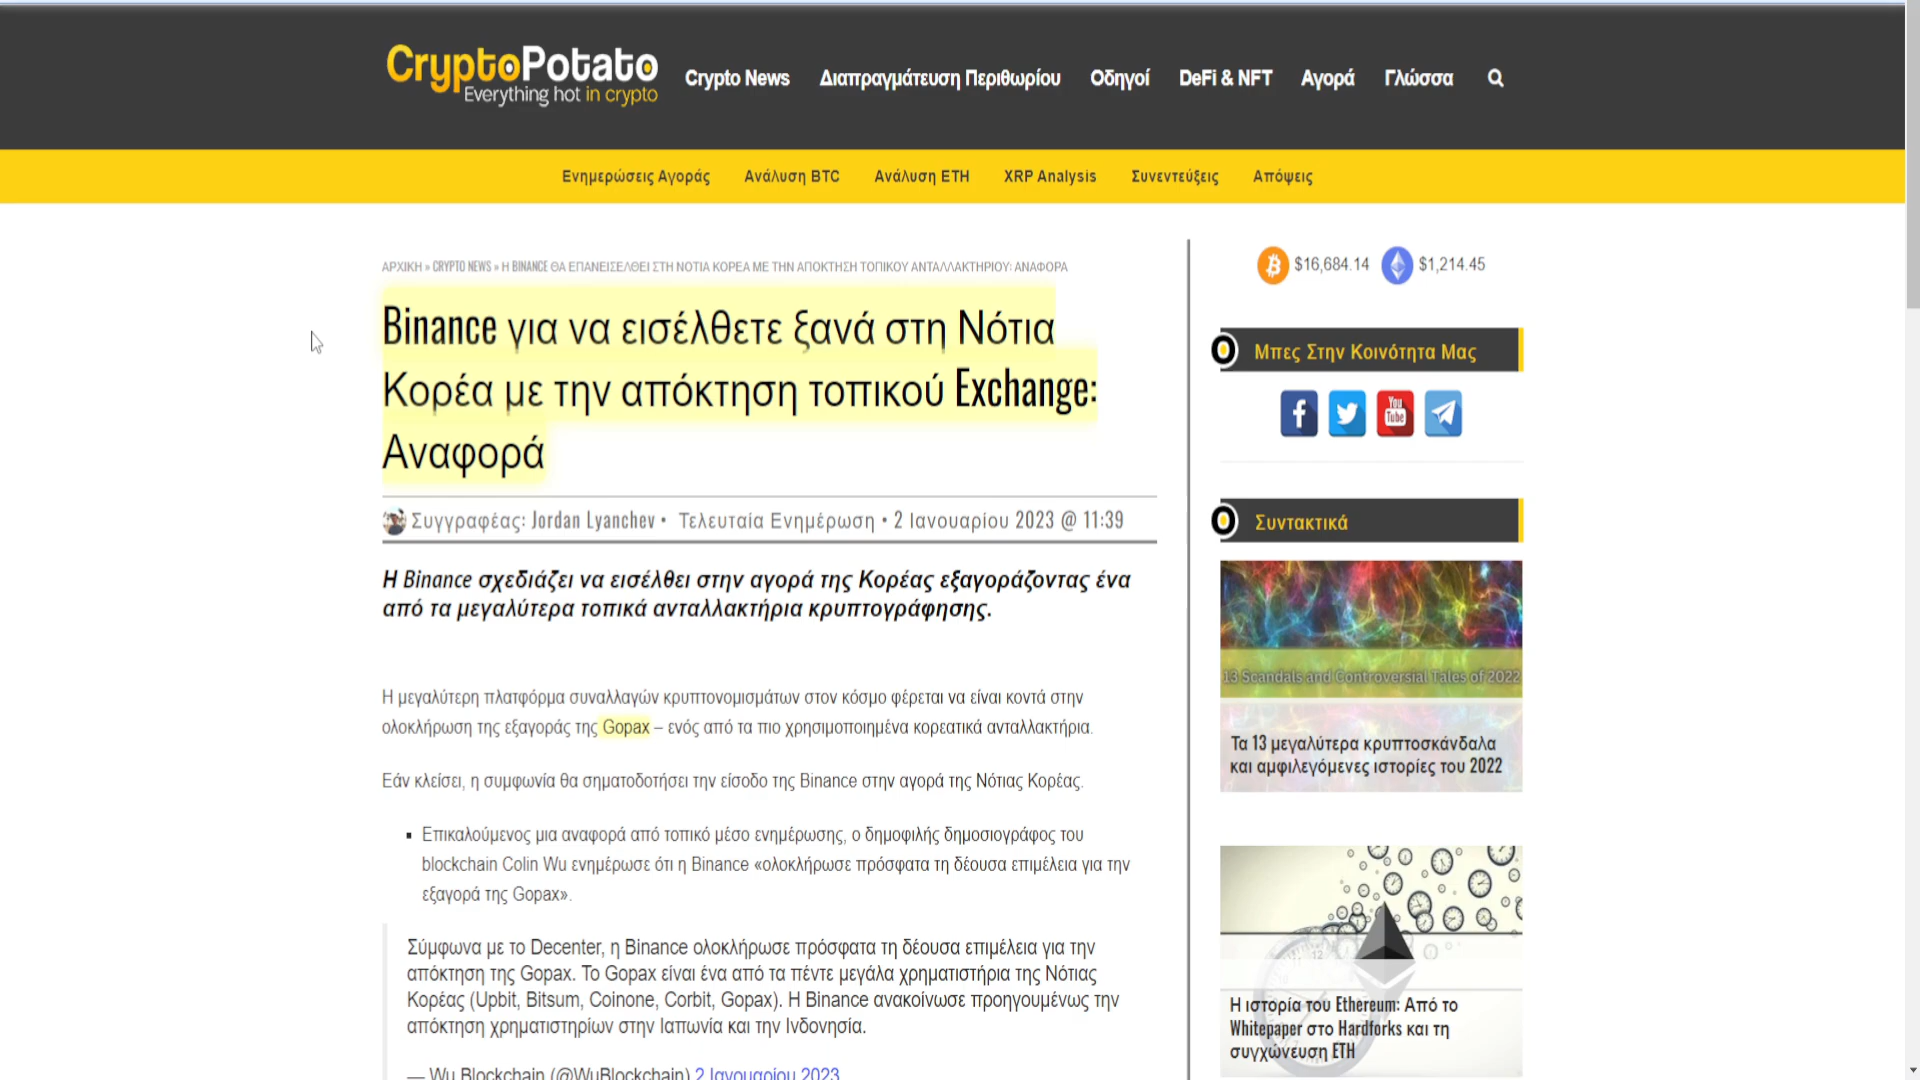 CryptoPotato
Everything hot in crypto
Crypto News Διαπραγμάτευση Περιθωρίου Οδηγοί DeFi & NFT Αγορά Γλώσσα
Ενημερώσεις Αγοράς Ανάλυση BTC Ανάλυση ETH XRP Analysis Συνεντεύξεις Απόψεις
ΑΡΧΙΚΗ » CRYPTO NEWS » Η BINANCE ΘΑ ΕΠΑΝΕΙΣΕΛΘΕΙ ΣΤΗ ΝΟΤΙΑ ΚΟΡΕΑ ΜΕ ΤΗΝ ΑΠΟΚΤΗΣΗ ΤΟΠΙΚΟΥ ΑΝΤΑΛΛΑΚΤΗΡΙΟΥ: ΑΝΑΦΟΡΑ
Binance για να εισέλθετε ξανά στη Νότια
Κορέα με την απόκτηση τοπικού Exchange:
Αναφορά
Συγγραφέας: Jordan Lyanchev • Τελευταία Ενημέρωση • 2 Ιανουαρίου 2023 @ 11:39
Η Binance σχεδιάζει να εισέλθει στην αγορά της Κορέας εξαγοράζοντας ένα
από τα μεγαλύτερα τοπικά ανταλλακτήρια κρυπτογράφησης.
Η μεγαλύτερη πλατφόρμα συναλλαγών κρυπτονομισμάτων στον κόσμο φέρεται να είναι κοντά στην
ολοκλήρωση της εξαγοράς της Gopax – ενός από τα πιο χρησιμοποιημένα κορεατικά ανταλλακτήρια.
Εάν κλείσει, η συμφωνία θα σηματοδοτήσει την είσοδο της Binance στην αγορά της Νότιας Κορέας.
▪ Επικαλούμενος μια αναφορά από τοπικό μέσο ενημέρωσης, ο δημοφιλής δημοσιογράφος του
blockchain Colin Wu ενημέρωσε ότι η Binance «ολοκλήρωσε πρόσφατα τη δέουσα επιμέλεια για την
εξαγορά της Gopax».
Σύμφωνα με το Decenter, η Binance ολοκλήρωσε πρόσφατα τη δέουσα επιμέλεια για την
απόκτηση της Gopax. Το Gopax είναι ένα από τα πέντε μεγάλα χρηματιστήρια της Νότιας
Κορέας (Upbit, Bitsum, Coinone, Corbit, Gopax). Η Binance ανακοίνωσε προηγουμένως την
απόκτηση χρηματιστηρίων στην Ιαπωνία και την Ινδονησία.
— Wu Blockchain (@WuBlockchain) 2 Ιανουαρίου 2023
$16,684.14 $1,214.45
Μπες Στην Κοινότητα Μας
You
Tube
Συντακτικά
13 Scandals and Controversial Tales of 2022
Τα 13 μεγαλύτερα κρυπτοσκάνδαλα
και αμφιλεγόμενες ιστορίες του 2022
Η ιστορία του Ethereum: Από το
Whitepaper στο Hardforks και τη
συγχώνευση ETH